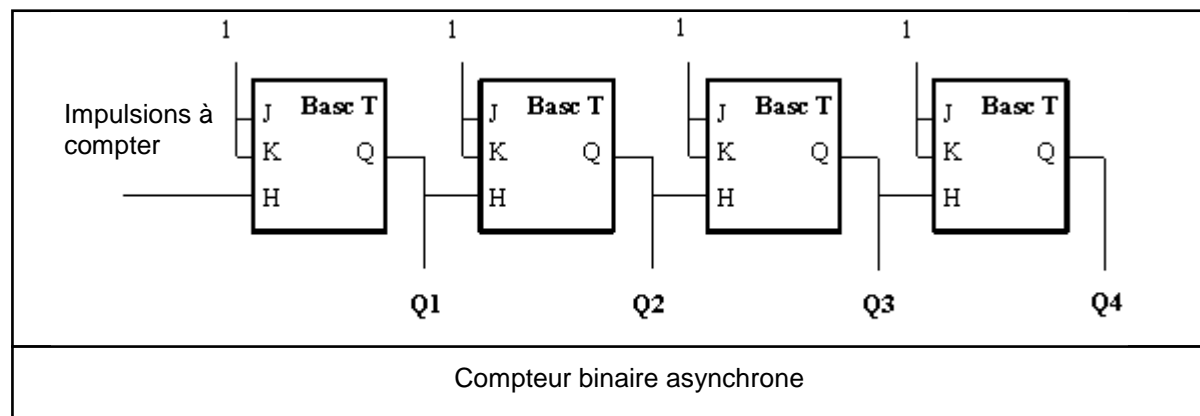 1 1 1 1
Impulsions à
compter
J Basc T J Basc T J Basc T J Basc T
K Q K Q K Q K Q
H H H H
Q1 Q2 Q3 Q4
Compteur binaire asynchrone